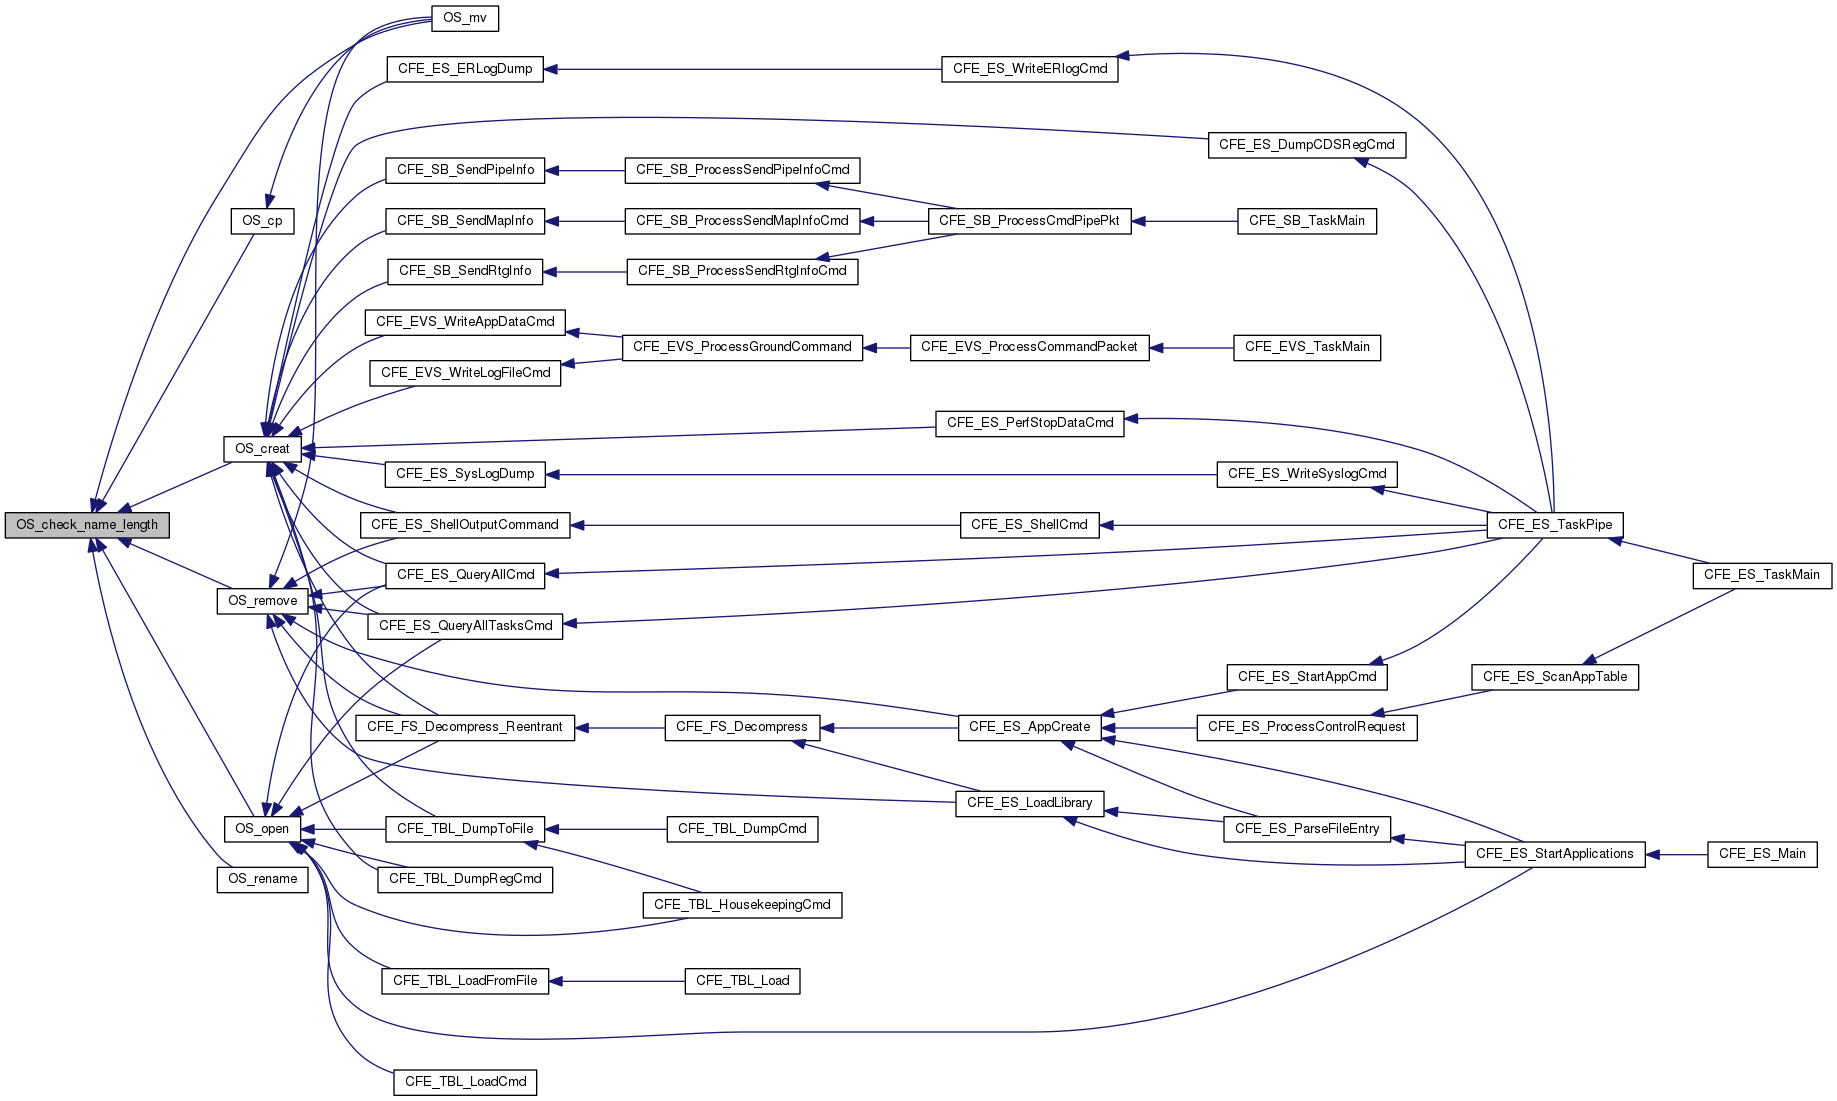 OS_mv
CFE_ES_ERLogDump
CFE_ES_WriteERlogCmd
CFE_ES_DumpCDSRegCmd
CFE_SB_SendPipeInfo
CFE_SB_ProcessSendPipeInfoCmd
OS_cp
CFE_SB_SendMapInfo
CFE_SB_ProcessSendMapInfoCmd
CFE_SB_ProcessCmdPipePkt
CFE_SB_TaskMain
CFE_SB_SendRtgInfo
CFE_SB_ProcessSendRtgInfoCmd
CFE_EVS_WriteAppDataCmd
CFE_EVS_ProcessGroundCommand
CFE_EVS_ProcessCommandPacket
CFE_EVS_TaskMain
CFE_EVS_WriteLogFileCmd
CFE_ES_PerfStopDataCmd
OS_creat
CFE_ES_SysLogDump
CFE_ES_WriteSyslogCmd
OS_check_name_length
CFE_ES_ShellOutputCommand
CFE_ES_ShellCmd
CFE_ES_TaskPipe
CFE_ES_QueryAllCmd
CFE_ES_TaskMain
OS_remove
CFE_ES_QueryAllTasksCmd
CFE_ES_StartAppCmd
CFE_ES_ScanAppTable
CFE_FS_Decompress_Reentrant
CFE_FS_Decompress
CFE_ES_AppCreate
CFE_ES_ProcessControlRequest
CFE_ES_LoadLibrary
OS_open
CFE_TBL_DumpToFile
CFE_TBL_DumpCmd
CFE_ES_ParseFileEntry
CFE_ES_StartApplications
CFE_ES_Main
OS_rename
CFE_TBL_DumpRegCmd
CFE_TBL_HousekeepingCmd
CFE_TBL_LoadFromFile
CFE_TBL_Load
CFE_TBL_LoadCmd